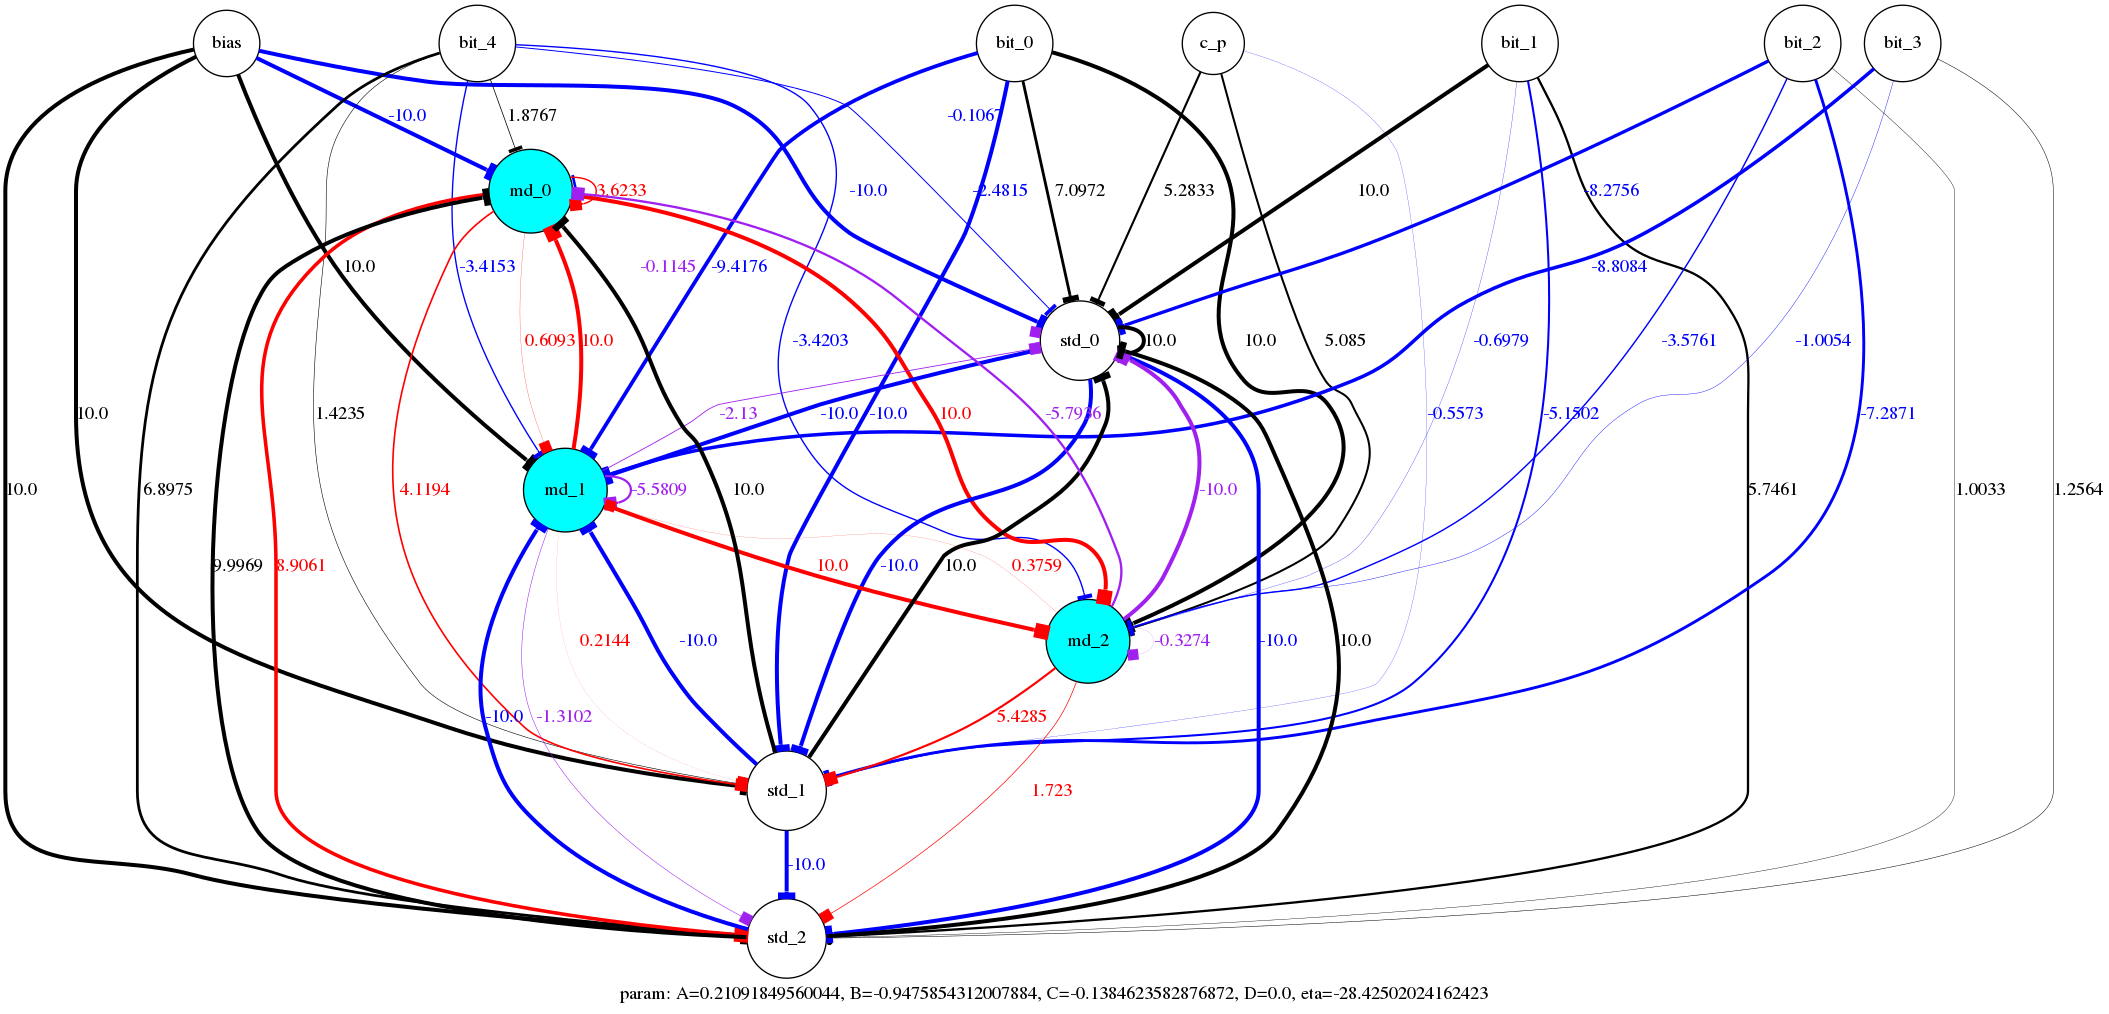 bias bit_4 bit_0 c_p bit_1 bit_2 bit_3
-10.0 1.8767 -0.1067
md_0 3.6233 -10.0 -2.4815 7.0972 5.2833 10.0 -8.2756
10.0 -3.4153 -0.1145 -9.4176 -8.8084
0.6093 10.0 -3.4203 std_0 10.0 10.0 5.085 -0.6979 -3.5761 -1.0054
10.0 1.4235 -2.13 -10.0 -10.0 10.0 -5.7936 -0.5573 -5.1502 -7.2871
10.0 6.8975 4.1194 md_1 -5.5809 10.0 -10.0 5.7461 1.0033 1.2564
9.9969 8.9061 10.0 -10.0 10.0 0.3759
0.2144 -10.0 md_2 -0.3274 -10.0 10.0
-10.0 -1.3102 5.4285
std_1 1.723
-10.0
std_2
param: A=0.21091849560044, B=-0.9475854312007884, C=-0.1384623582876872, D=0.0, eta=-28.42502024162423